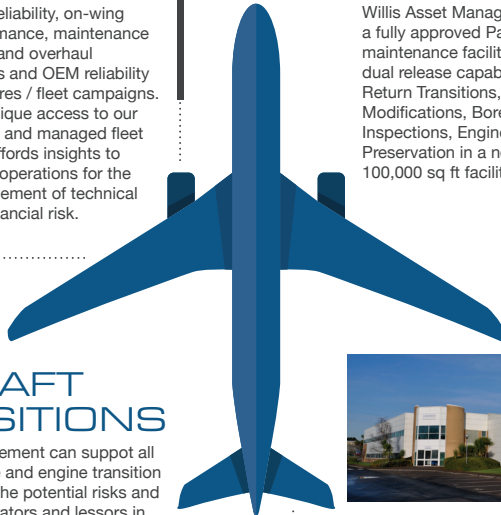 eliability, on-wing
mance, maintenance
and overhaul
s and OEM reliability
res / fleet campaigns.
ique access to our
and managed fleet
ffords insights to
operations for the
ement of technical
ancial risk.
Willis Asset Manag
a fully approved Pa
maintenance facilit
dual release capab
Return Transitions,
Modifications, Bore
Inspections, Engine
Preservation in a ne
100,000 sq ft facilit
AFT
SITIONS
ement can suppot all
e and engine transition
he potential risks and
ators and lessors in